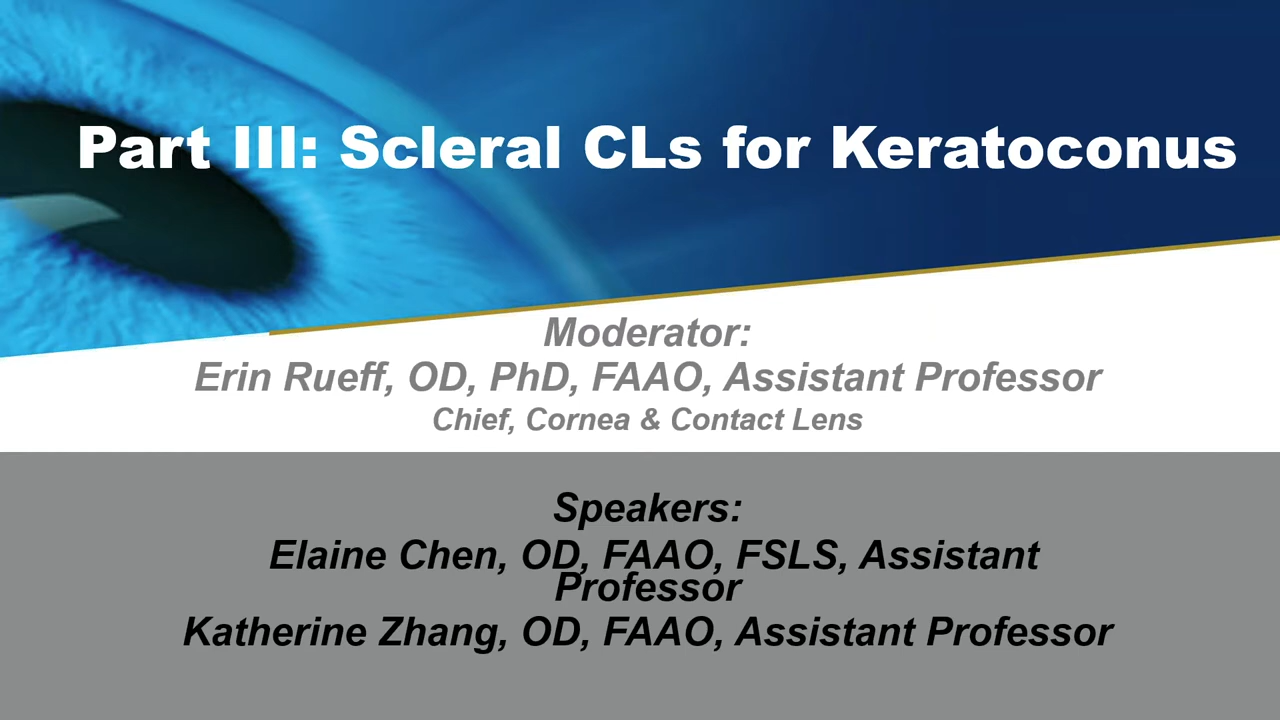 Part III: Scleral CLs for Keratoconus
Moderator:
Erin Rueff, OD, PhD, FAAO, Assistant Professor
Chief, Cornea & Contact Lens
Speakers:
Elaine Chen, OD, FAAO, FSLS, Assistant
Professor
Katherine Zhang, OD, FAAO, Assistant Professor